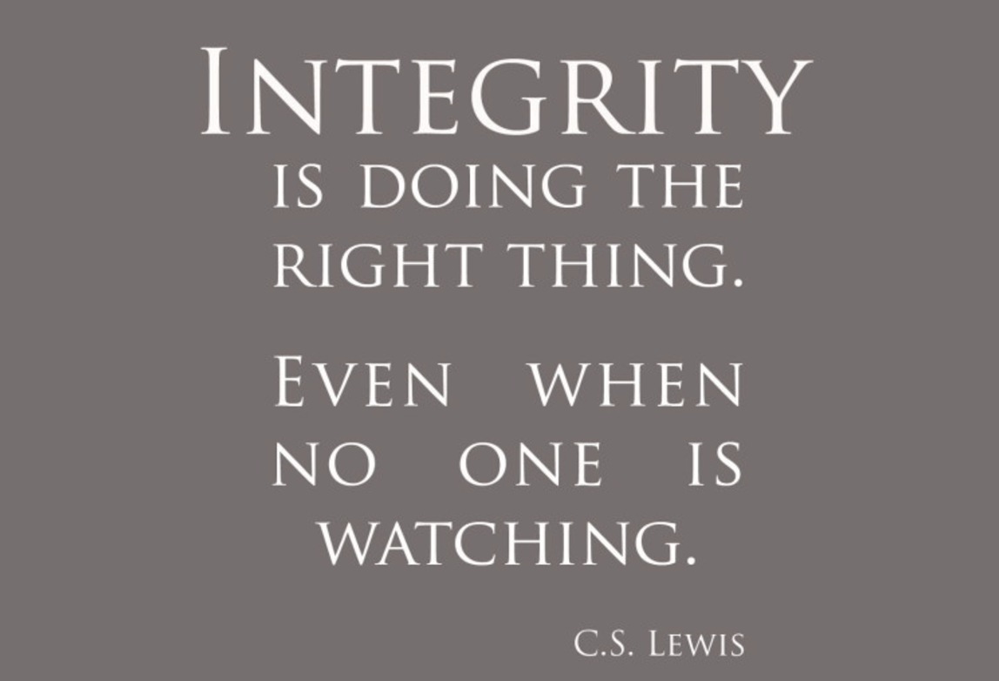 Integrity
is doing the
right thing.
Even when
no one is
watching.
C.S. Lewis